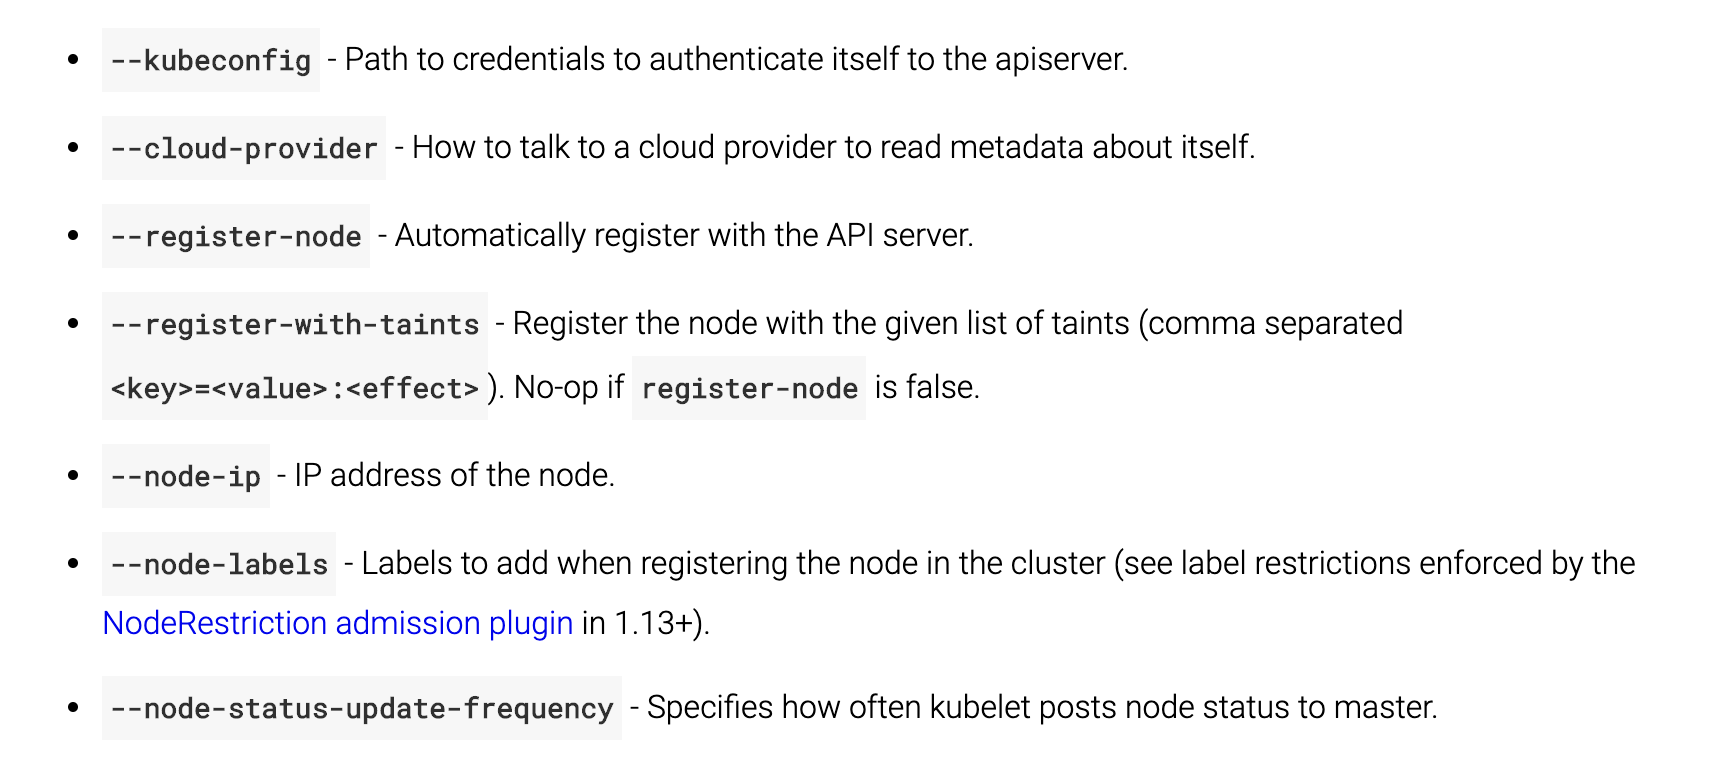 --kubeconfig - Path to credentials to authenticate itself to the apiserver.
--cloud-provider - How to talk to a cloud provider to read metadata about itself.
--register-node - Automatically register with the API server.
--register-with-taints - Register the node with the given list of taints (comma separated
<key>=<value>:<effect>). No-op if register-node is false.
--node-ip - IP address of the node.
--node-labels - Labels to add when registering the node in the cluster (see label restrictions enforced by the
NodeRestriction admission plugin in 1.13+).
--node-status-update-frequency - Specifies how often kubelet posts node status to master.